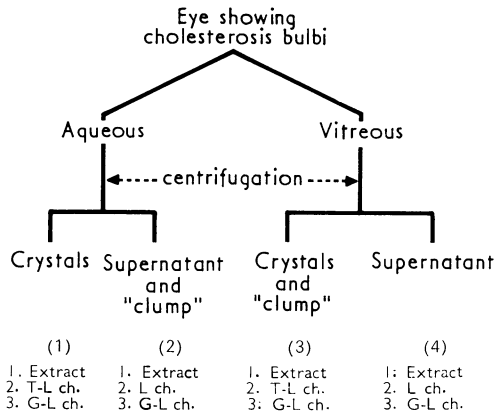 Eye showing
cholesterosis bulbi
Aqueous
Vitreous
centrifugation
Crystals
Supernatant
and
"clump"
Crystals
and
"clump"
Supernatant
(1)
1. Extract
2. T-L ch.
3. G-L ch.
(2)
1. Extract
2. L ch.
3. G-L ch.
(3)
1. Extract
2. T-L ch.
3. G-L ch.
(4)
1. Extract
2. L ch.
3. G-L ch.